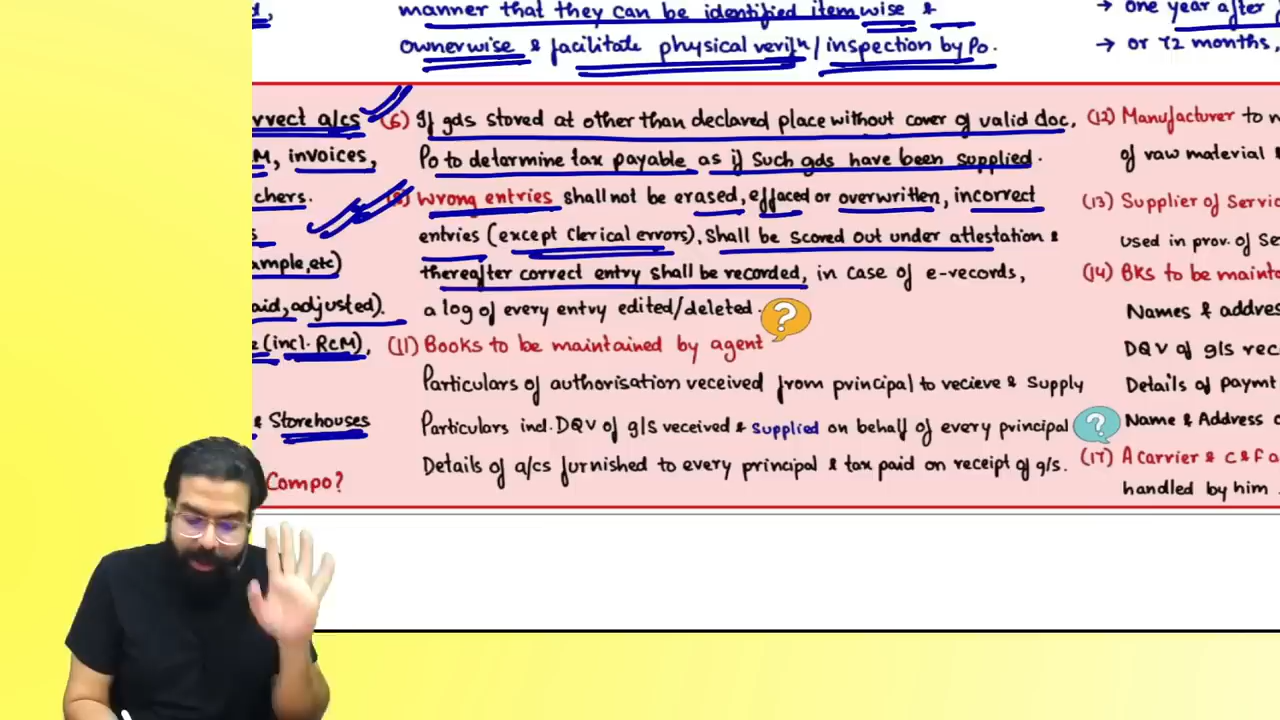 manner that they can be identified itemwise &
ownerwise & facilitate physical verifn/inspection by Po.
→ one year after
→ or 72 months,
rrect a/cs
M, invoices,
chers.
ample,etc)
aid, adjusted).
(incl. RCM),
& Storehouses
Compo?
(6) If gds stored at other than declared place without cover of valid doc,
Po to determine tax payable as if such gds have been supplied.
(8) Wrong entries shall not be erased, effaced or overwritten, incorrect
entries (except clerical errors), shall be scored out under attestation &
thereafter correct entry shall be recorded, in case of e-records,
a log of every entry edited/deleted.
?
(11) Books to be maintained by agent
Particulars of authorisation received from principal to recieve & supply
Particulars incl. DQV of g/s received & supplied on behalf of every principal
?
Details of a/cs furnished to every principal & tax paid on receipt of g/s.
(12) Manufacturer to
of raw material &
(13) Supplier of Servic
used in prov. of se
(14) Bks to be mainta
Names & addres
DQV of g/s rec
Details of paymt
Name & Address
(17) A carrier & c & f a
handled by him.